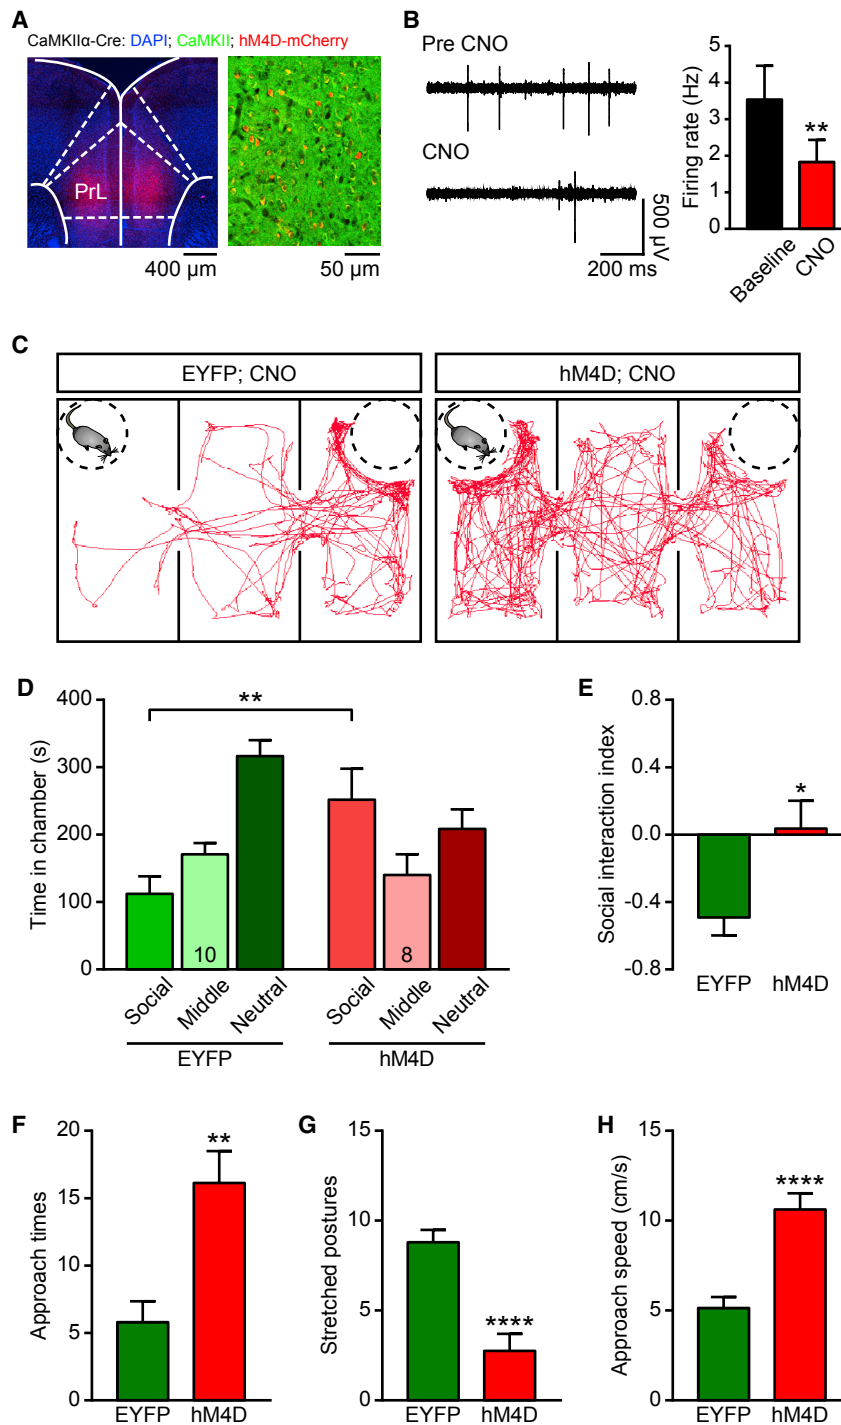 A
CaMKIIα-Cre: DAPI; CaMKII; hM4D-mCherry
PrL
400 µm
50 µm
B
Pre CNO
CNO
500 µV
200 ms
Firing rate (Hz)
5
4
3
2
1
0
**
Baseline
CNO
C
EYFP; CNO
hM4D; CNO
D
Time in chamber (s)
400
300
200
100
0
**
10
8
Social
Middle
Neutral
Social
Middle
Neutral
EYFP
hM4D
E
Social interaction index
0.8
0.4
0.0
-0.4
-0.8
*
EYFP
hM4D
F
Approach times
20
15
10
5
0
**
EYFP
hM4D
G
Stretched postures
15
10
5
0
****
EYFP
hM4D
H
Approach speed (cm/s)
15
10
5
0
****
EYFP
hM4D